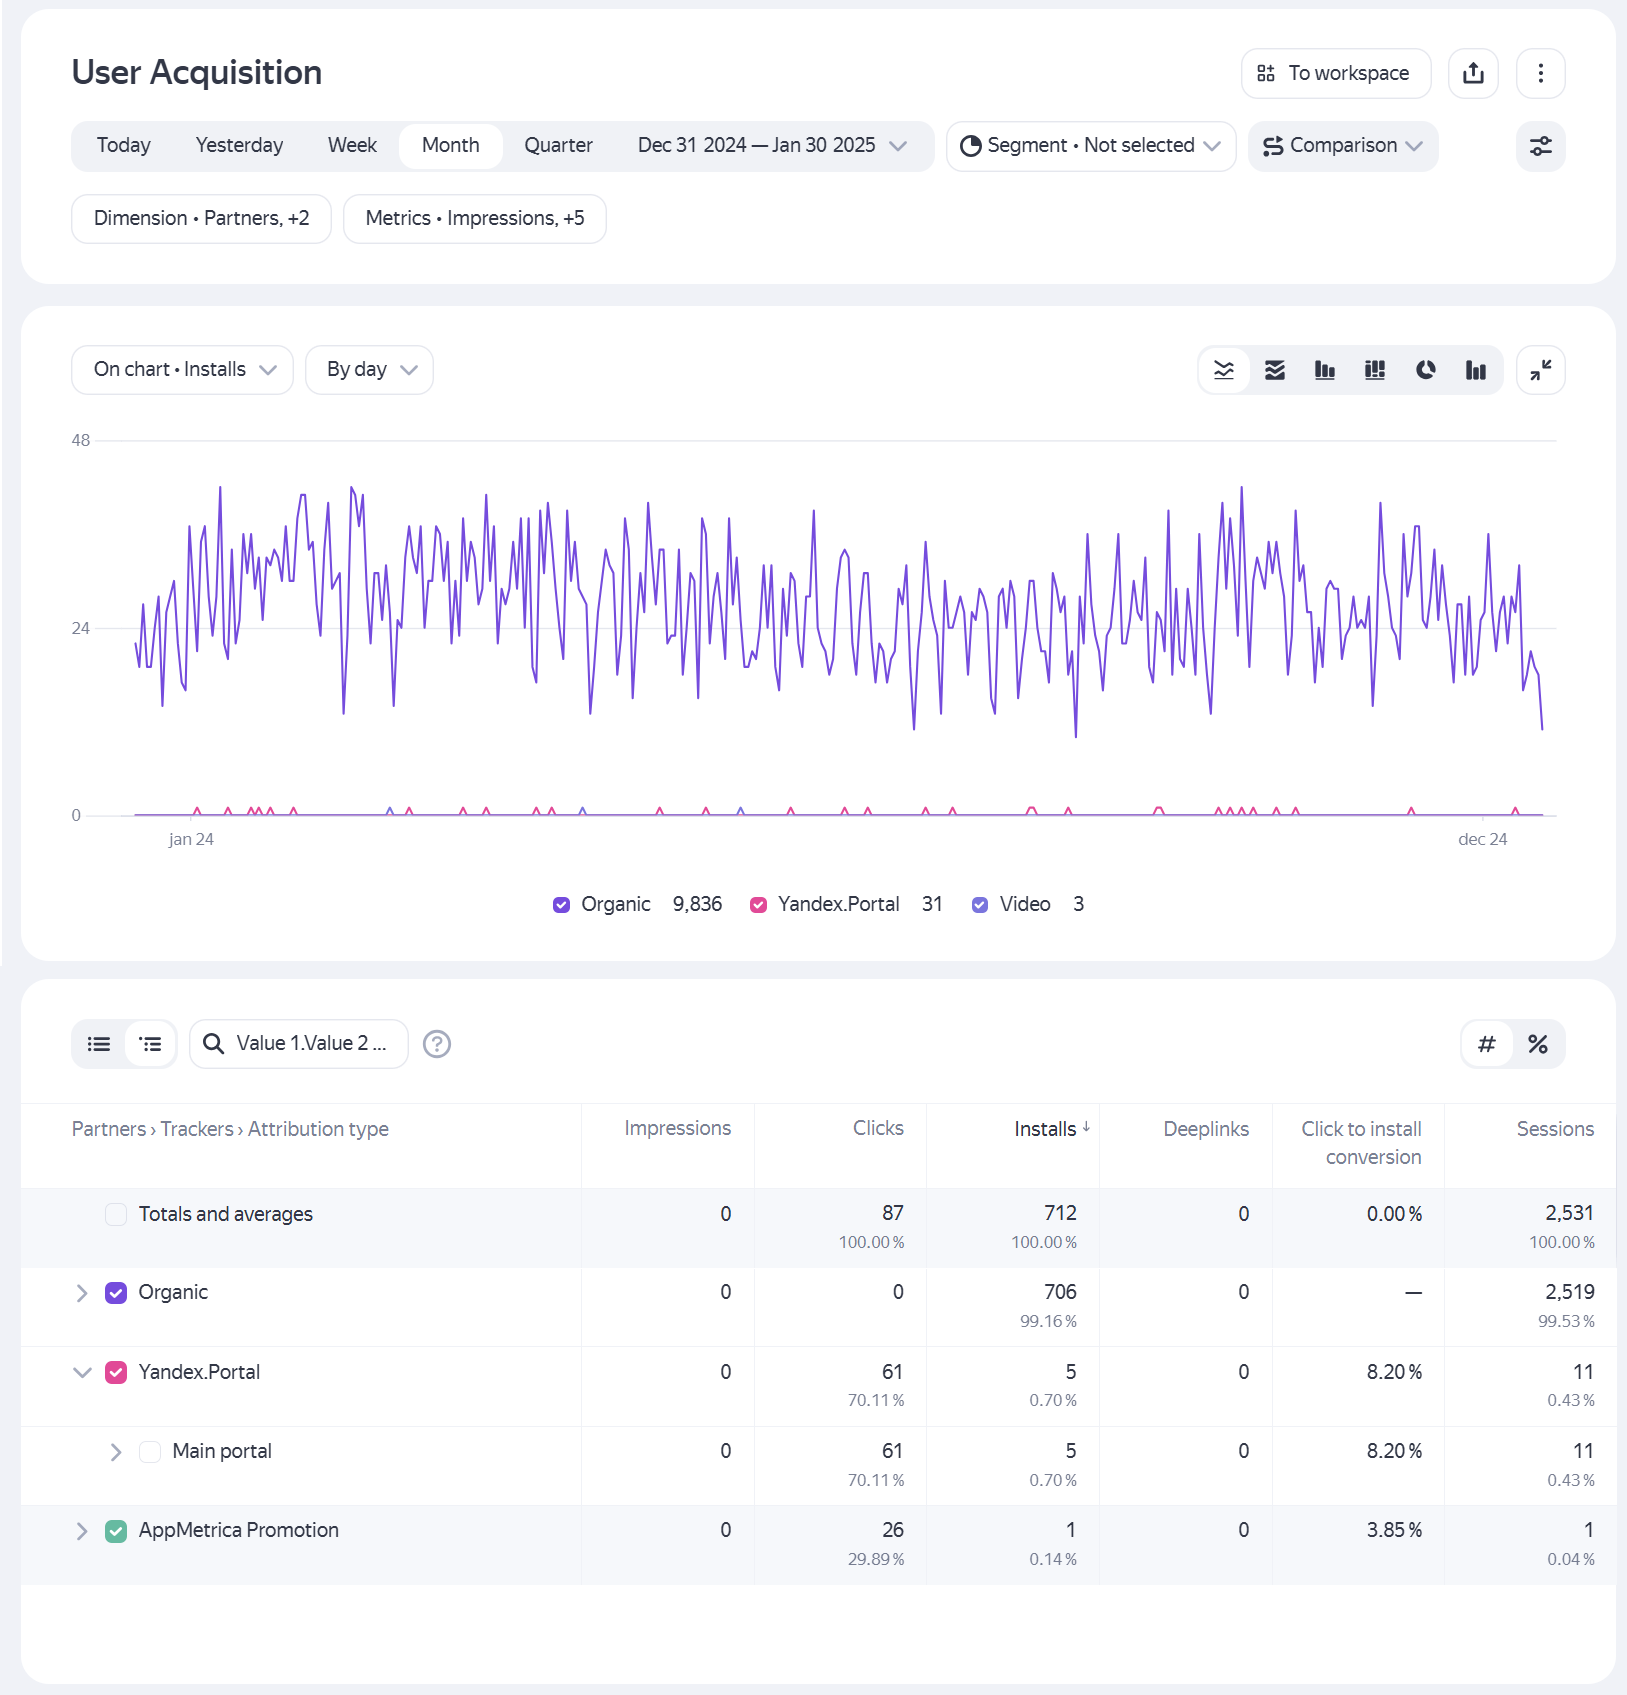 User Acquisition
To workspace
Today Yesterday Week Month Quarter Dec 31 2024 — Jan 30 2025 Segment • Not selected Comparison
Dimension • Partners, +2 Metrics • Impressions, +5
On chart • Installs By day
48
24
0
jan 24 dec 24
Organic 9,836 Yandex.Portal 31 Video 3
Value 1.Value 2 ... ? # %
Partners › Trackers › Attribution type Impressions Clicks Installs ↓ Deeplinks Click to install Sessions
conversion
Totals and averages 0 87 712 0 0.00 % 2,531
100.00 % 100.00 % 100.00 %
Organic 0 0 706 0 — 2,519
99.16 % 99.53 %
Yandex.Portal 0 61 5 0 8.20 % 11
70.11 % 0.70 % 0.43 %
Main portal 0 61 5 0 8.20 % 11
70.11 % 0.70 % 0.43 %
AppMetrica Promotion 0 26 1 0 3.85 % 1
29.89 % 0.14 % 0.04 %